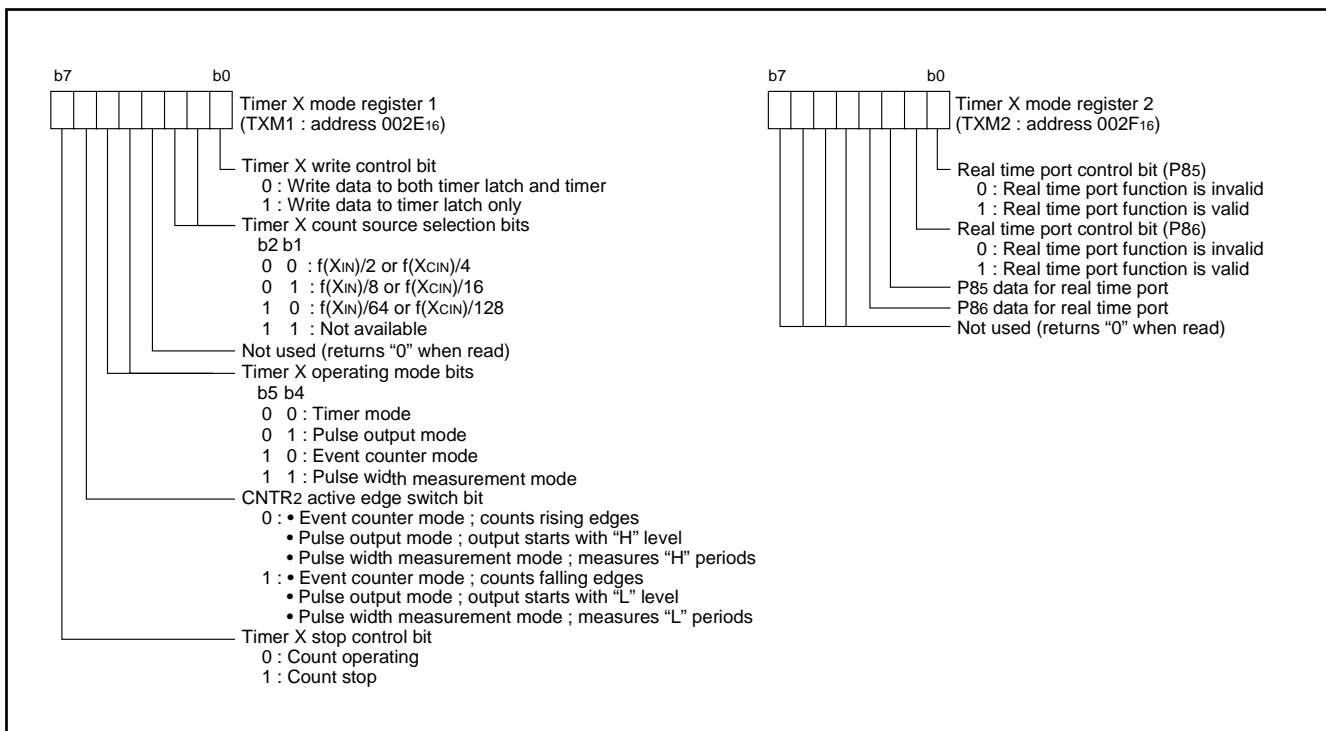 b7 b0
Timer X mode register 1
(TXM1 : address 002E16)
Timer X write control bit
0 : Write data to both timer latch and timer
1 : Write data to timer latch only
Timer X count source selection bits
b2 b1
0 0 : f(XIN)/2 or f(XCIN)/4
0 1 : f(XIN)/8 or f(XCIN)/16
1 0 : f(XIN)/64 or f(XCIN)/128
1 1 : Not available
Not used (returns “0” when read)
Timer X operating mode bits
b5 b4
0 0 : Timer mode
0 1 : Pulse output mode
1 0 : Event counter mode
1 1 : Pulse width measurement mode
CNTR2 active edge switch bit
0 : • Event counter mode ; counts rising edges
• Pulse output mode ; output starts with “H” level
• Pulse width measurement mode ; measures “H” periods
1 : • Event counter mode ; counts falling edges
• Pulse output mode ; output starts with “L” level
• Pulse width measurement mode ; measures “L” periods
Timer X stop control bit
0 : Count operating
1 : Count stop
b7 b0
Timer X mode register 2
(TXM2 : address 002F16)
Real time port control bit (P85)
0 : Real time port function is invalid
1 : Real time port function is valid
Real time port control bit (P86)
0 : Real time port function is invalid
1 : Real time port function is valid
P85 data for real time port
P86 data for real time port
Not used (returns “0” when read)